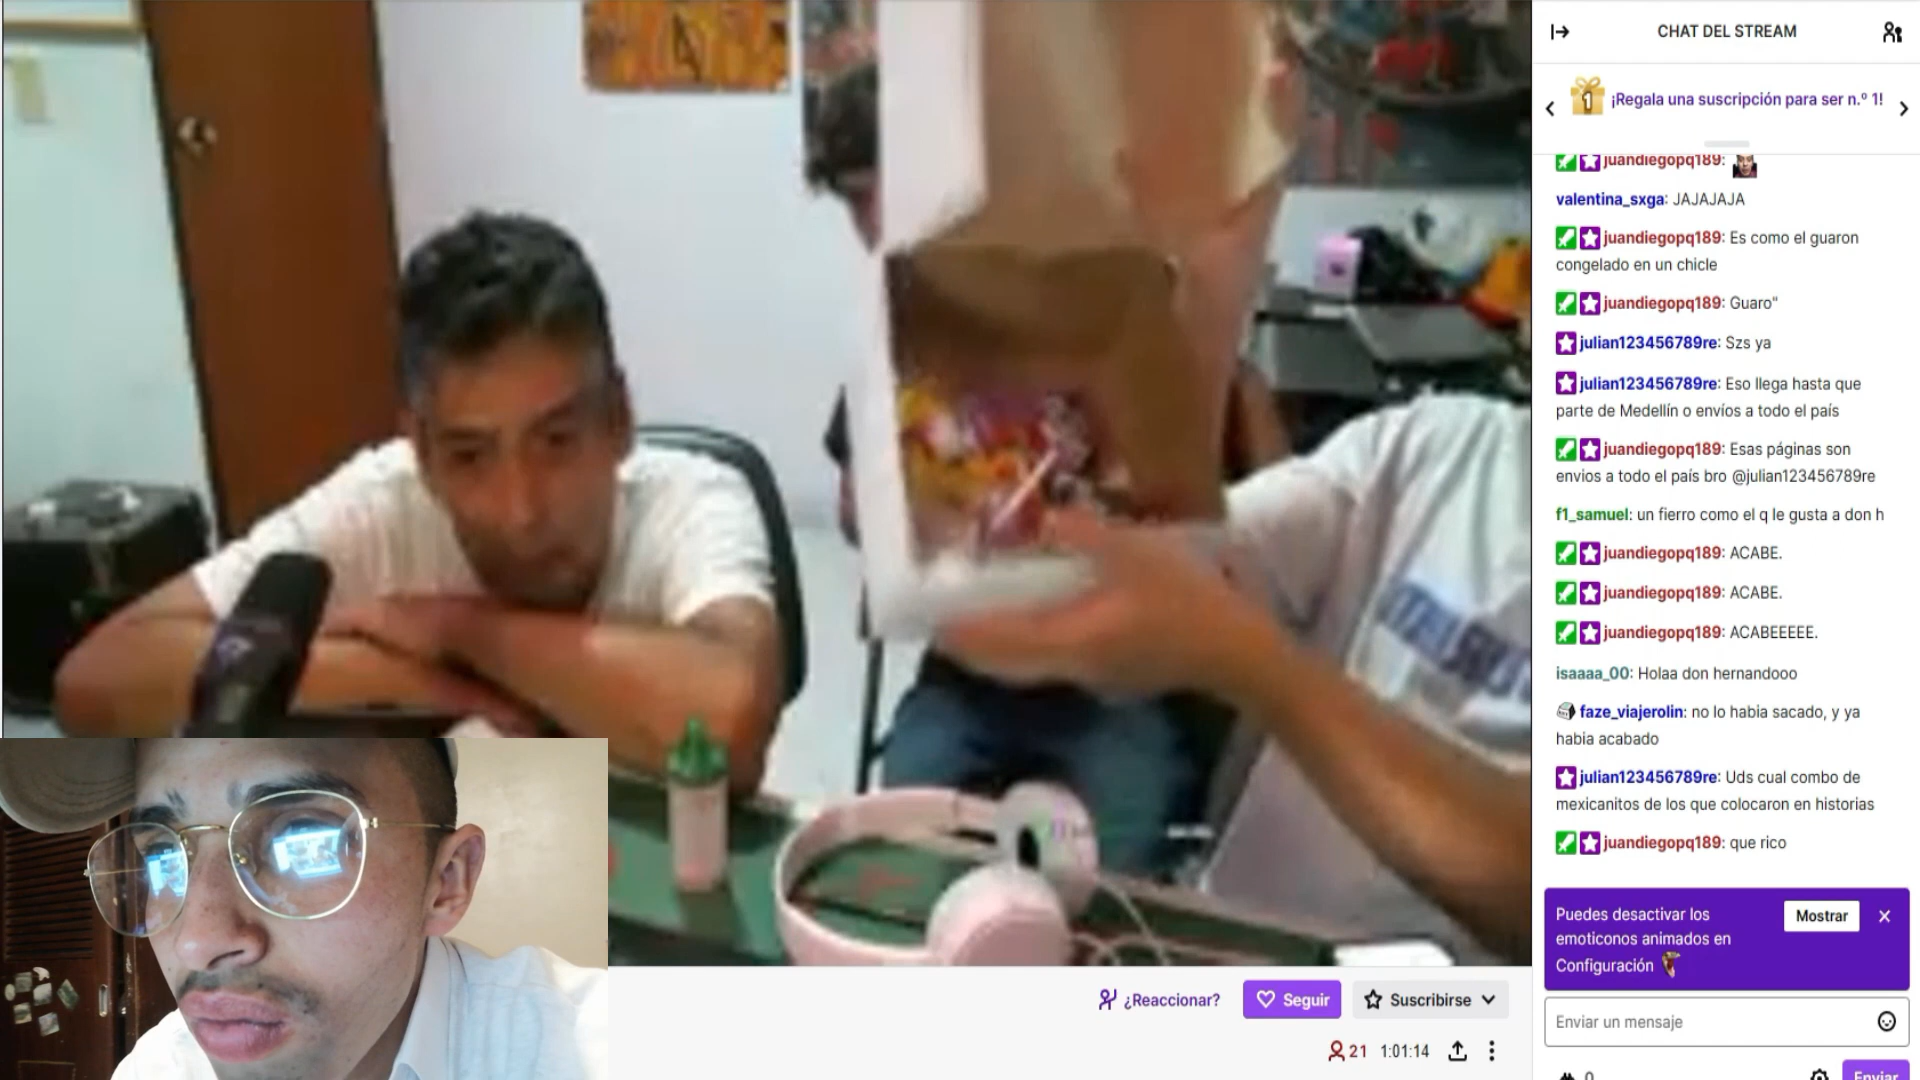 CHAT DEL STREAM
1
¡Regala una suscripción para ser n.º 1!
juandiegopq189:
valentina_sxga: JAJAJAJA
juandiegopq189: Es como el guaron
congelado en un chicle
juandiegopq189: Guaro"
julian123456789re: Szs ya
julian123456789re: Eso llega hasta que
parte de Medellín o envíos a todo el país
juandiegopq189: Esas páginas son
envios a todo el país bro @julian123456789re
f1_samuel: un fierro como el q le gusta a don h
juandiegopq189: ACABE.
juandiegopq189: ACABE.
juandiegopq189: ACABEEEEE.
isaaaa_00: Holaa don hernandooo
faze_viajerolin: no lo habia sacado, y ya
habia acabado
julian123456789re: Uds cual combo de
mexicanitos de los que colocaron en historias
juandiegopq189: que rico
Puedes desactivar los
emoticonos animados en
Configuración
Mostrar
Enviar un mensaje
0
Enviar
¿Reaccionar?
Seguir
Suscribirse
21
1:01:14